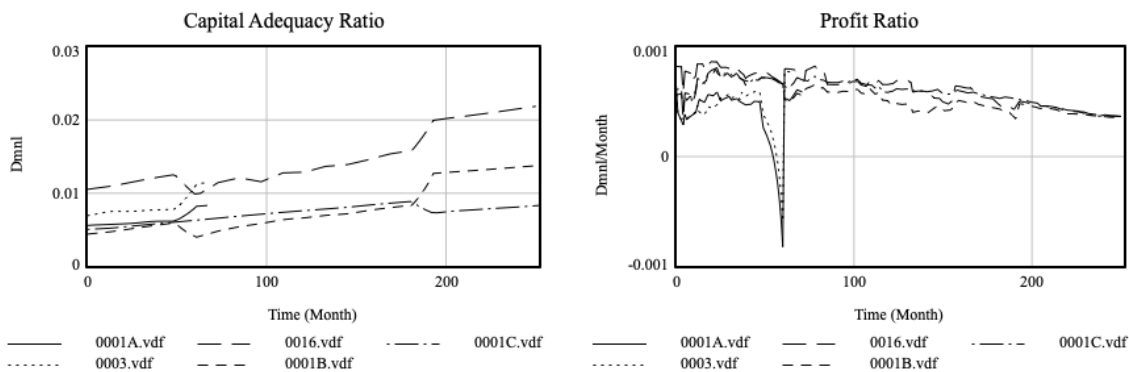 Capital Adequacy Ratio
0.03
0.02
0.01
0
Dmnl
0 100 200
Time (Month)
0001A.vdf 0016.vdf 0001C.vdf
0003.vdf 0001B.vdf
Profit Ratio
0.001
0
-0.001
Dmnl/Month
0 100 200
Time (Month)
0001A.vdf 0016.vdf 0001C.vdf
0003.vdf 0001B.vdf